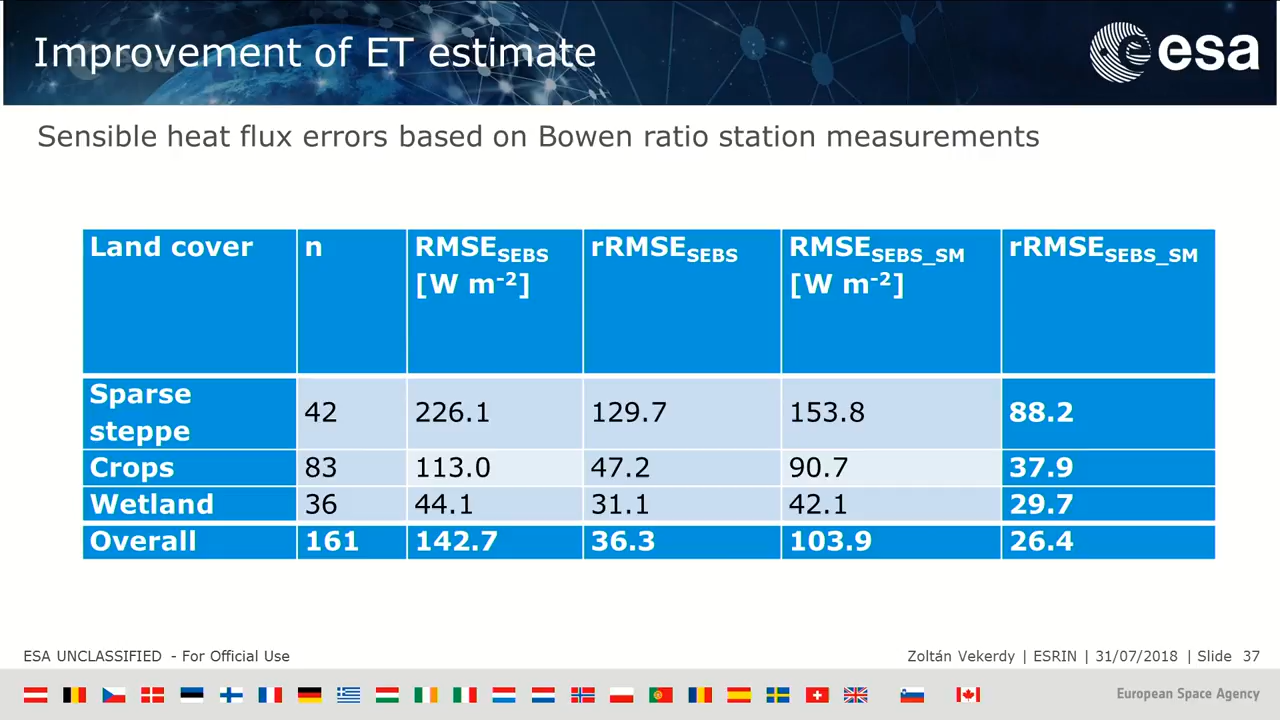 Improvement of ET estimate
esa
Sensible heat flux errors based on Bowen ratio station measurements
Land cover n RMSE_SEBS [W m-2] rRMSE_SEBS RMSE_SEBS_SM [W m-2] rRMSE_SEBS_SM
Sparse steppe 42 226.1 129.7 153.8 88.2
Crops 83 113.0 47.2 90.7 37.9
Wetland 36 44.1 31.1 42.1 29.7
Overall 161 142.7 36.3 103.9 26.4
ESA UNCLASSIFIED - For Official Use
Zoltán Vekerdy | ESRIN | 31/07/2018 | Slide 37
European Space Agency